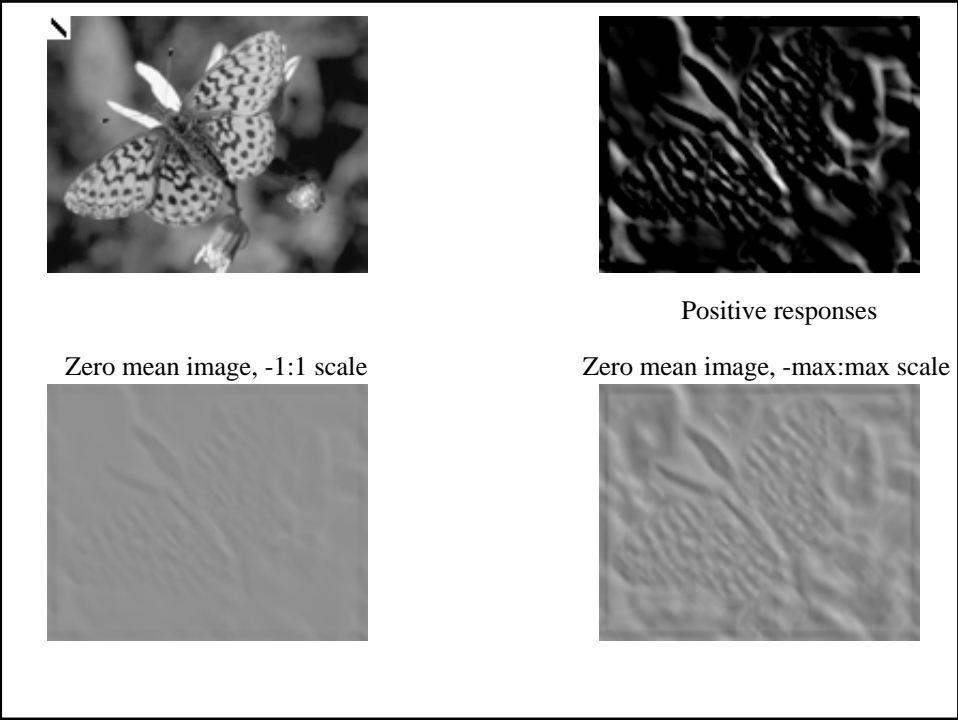 Positive responses
Zero mean image, -1:1 scale
Zero mean image, -max:max scale